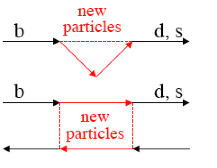 new
particles
b d, s
b d, s
new
particles